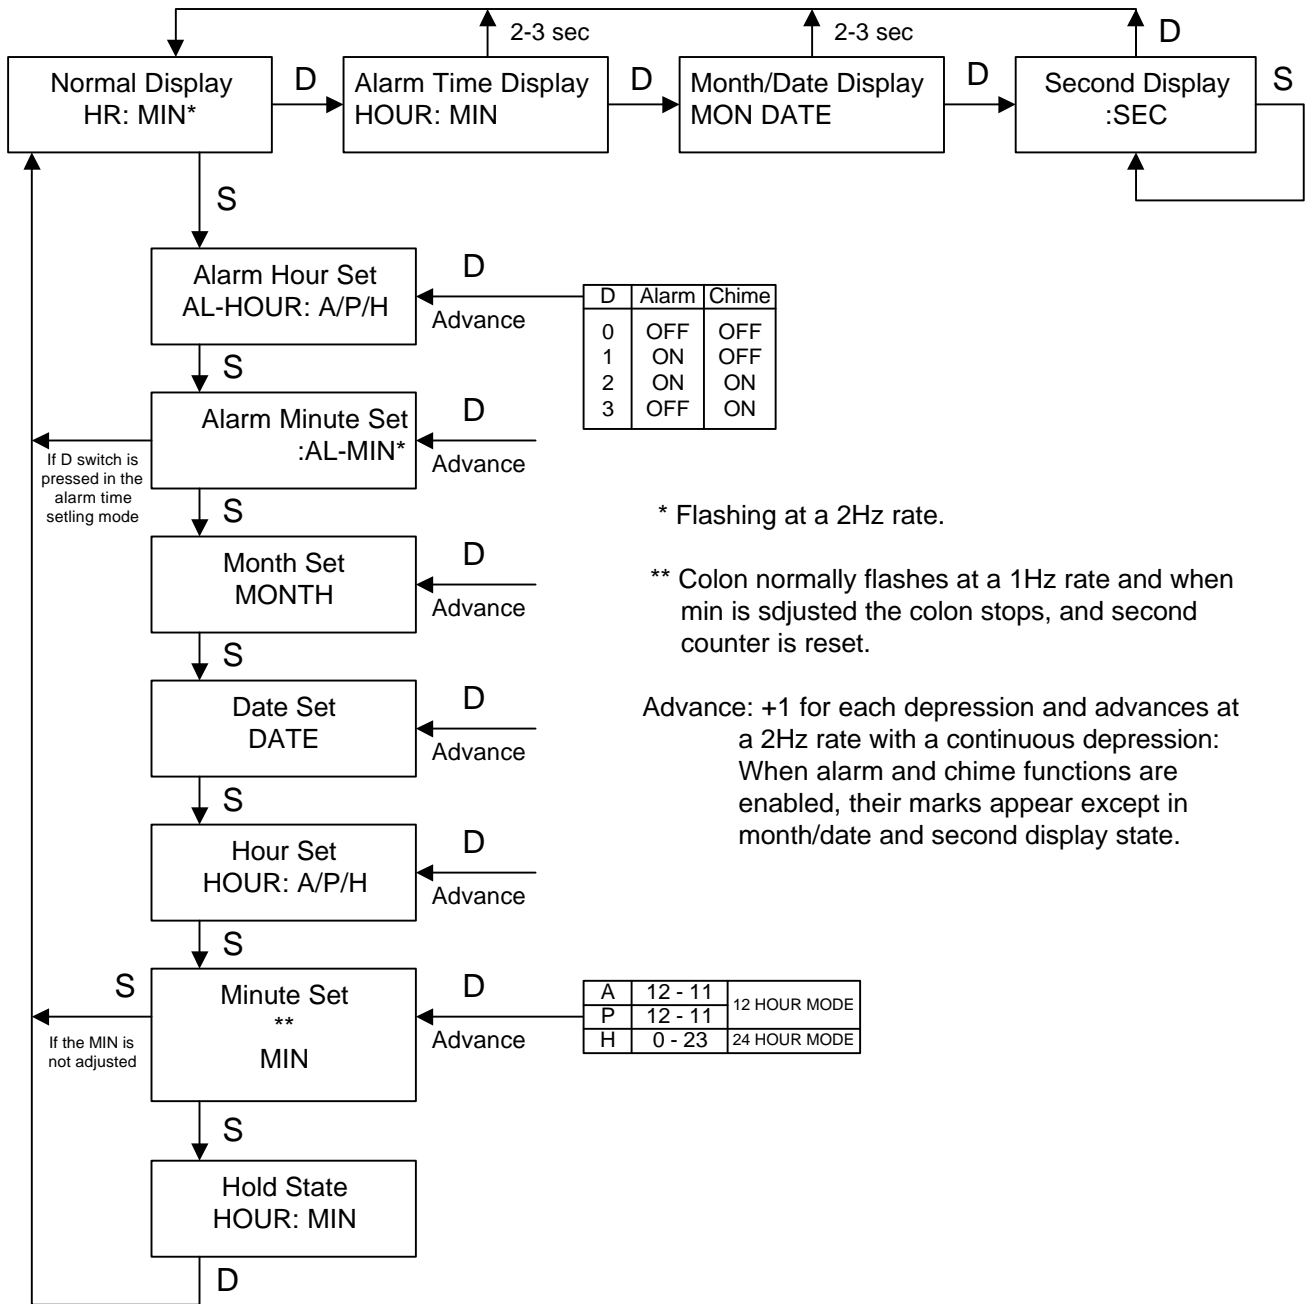 2-3 sec
2-3 sec
D
Normal Display
HR: MIN*
D
Alarm Time Display
HOUR: MIN
D
Month/Date Display
MON DATE
D
Second Display
:SEC
S
S
Alarm Hour Set
AL-HOUR: A/P/H
D
Advance
D Alarm Chime
0 OFF OFF
1 ON OFF
2 ON ON
3 OFF ON
S
Alarm Minute Set
:AL-MIN*
D
Advance
If D switch is
pressed in the
alarm time
setling mode
S
* Flashing at a 2Hz rate.
Month Set
MONTH
D
Advance
** Colon normally flashes at a 1Hz rate and when
min is sdjusted the colon stops, and second
counter is reset.
S
Date Set
DATE
D
Advance
Advance: +1 for each depression and advances at
a 2Hz rate with a continuous depression:
When alarm and chime functions are
enabled, their marks appear except in
month/date and second display state.
S
Hour Set
HOUR: A/P/H
D
Advance
S
S
If the MIN is
not adjusted
Minute Set
**
MIN
D
Advance
A 12 - 11 12 HOUR MODE
P 12 - 11
H 0 - 23 24 HOUR MODE
S
Hold State
HOUR: MIN
D